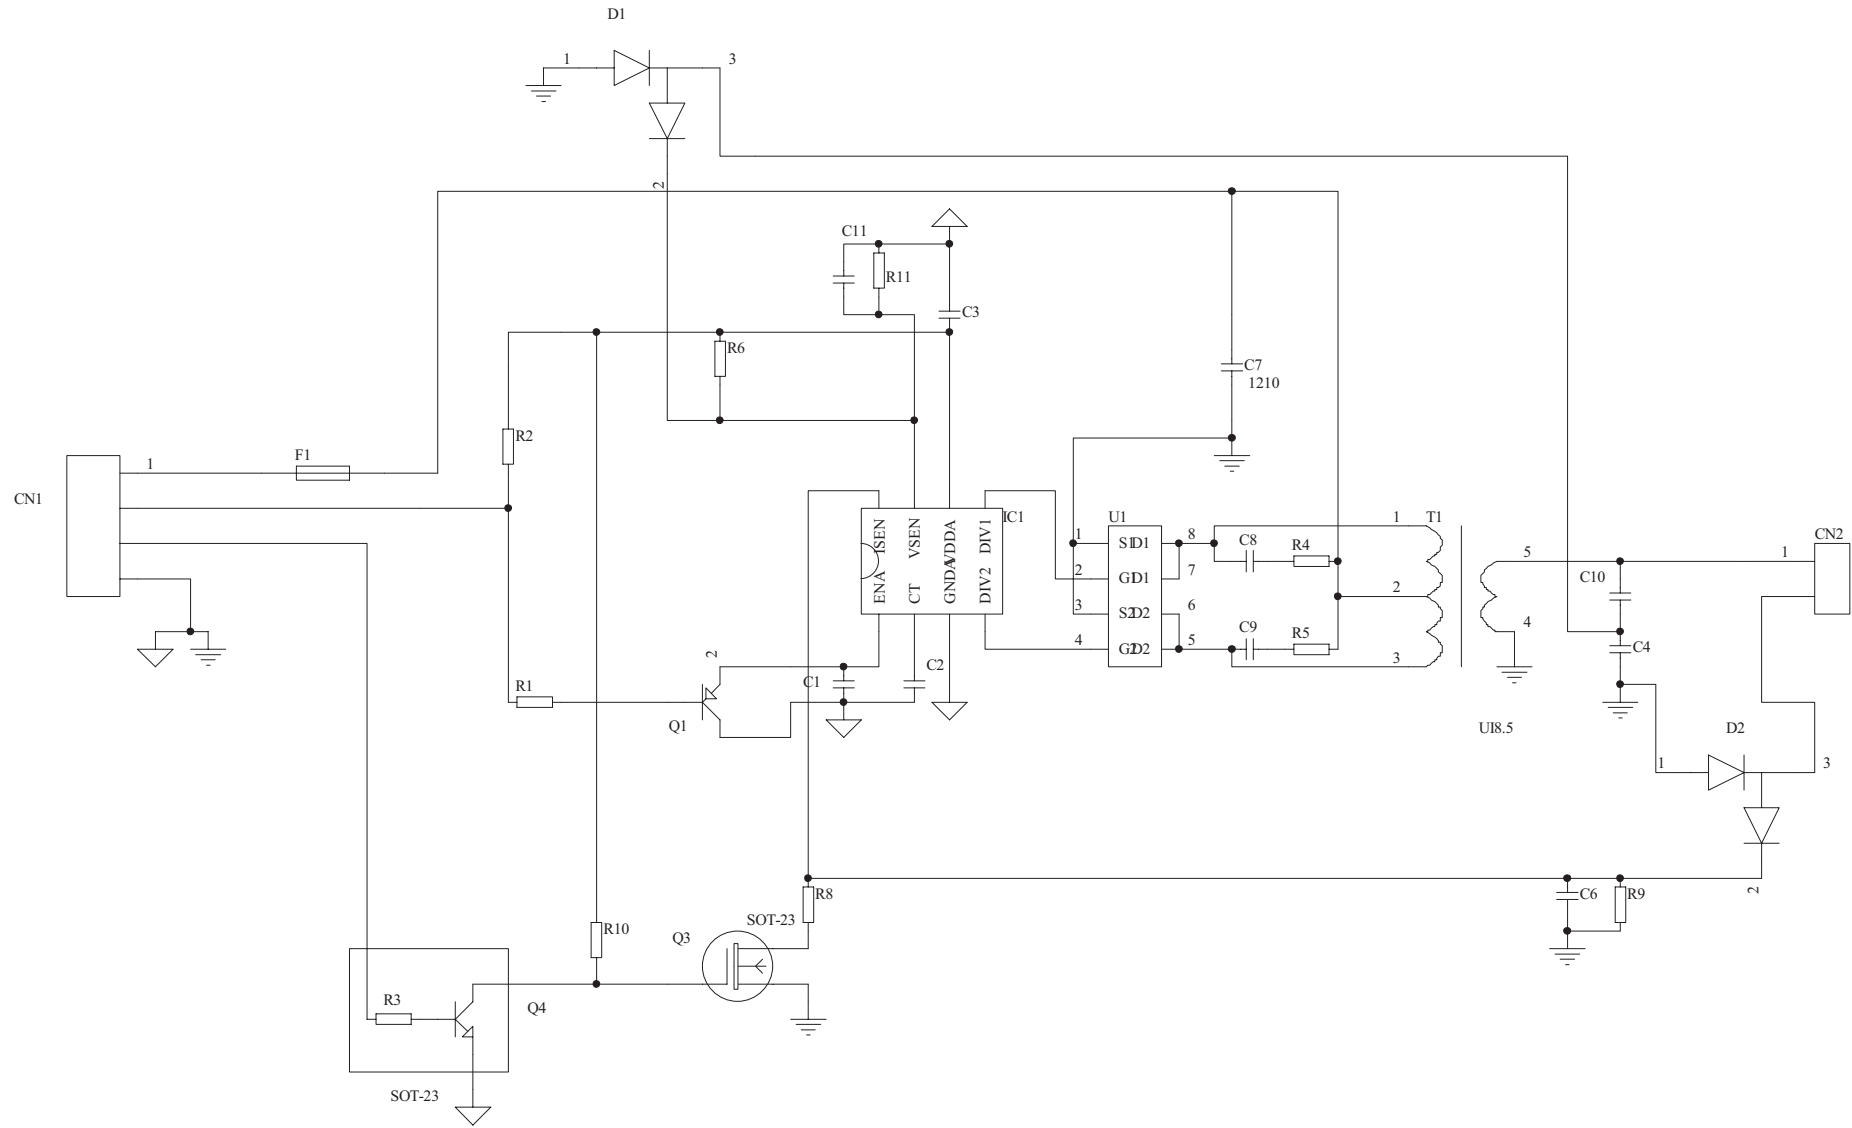 D1
1
3
2
C11
R11
C3
R6
C7
1210
R2
1
F1
CN1
ISEN
VSEN
VDDA
DIV1
IC1
ENA
CT
GNDA
DIV2
U1
1
S1
D1
8
2
G1
D1
7
3
S2
D2
6
4
G2
D2
5
C8
R4
C9
R5
1
T1
2
3
5
4
C10
C4
1
CN2
UI8.5
2
C1
C2
R1
Q1
D2
1
3
2
R8
C6
R9
SOT-23
Q3
R10
R3
Q4
SOT-23